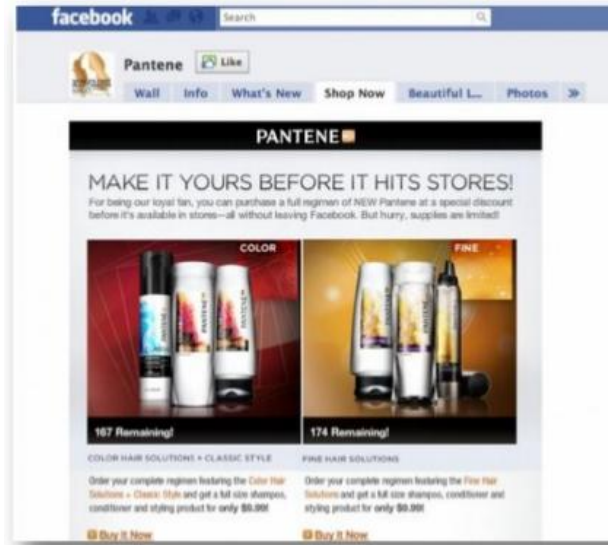 facebook
Search
Pantene
Like
Wall Info What's New Shop Now Beautiful L... Photos »
PANTENE
MAKE IT YOURS BEFORE IT HITS STORES!
For being our loyal fan, you can purchase a full regimen of NEW Pantene at a special discount
before it's available in stores—all without leaving Facebook. But hurry, supplies are limited!
COLOR
FINE
PANTENE
PANTENE
PANTENE
PANTENE
PANTENE
167 Remaining!
174 Remaining!
COLOR HAIR SOLUTIONS + CLASSIC STYLE
Order your complete regimen featuring the Color Hair
Solutions + Classic Style and get a full size shampoo,
conditioner and styling product for only $9.99!
Buy It Now
FINE HAIR SOLUTIONS
Order your complete regimen featuring the Fine Hair
Solutions and get a full size shampoo, conditioner and
styling product for only $9.99!
Buy It Now